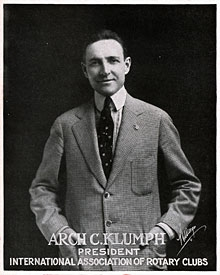 ARCH C. KLUMPH
PRESIDENT
INTERNATIONAL ASSOCIATION OF ROTARY CLUBS